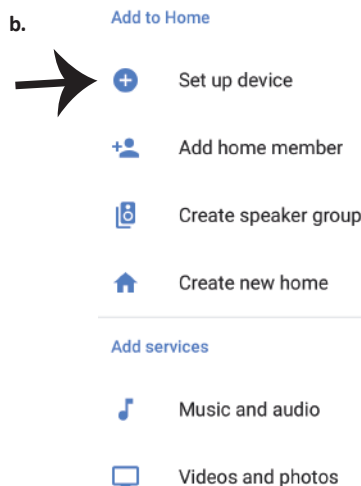 b.
Add to Home
Set up device
Add home member
Create speaker group
Create new home
Add services
Music and audio
Videos and photos